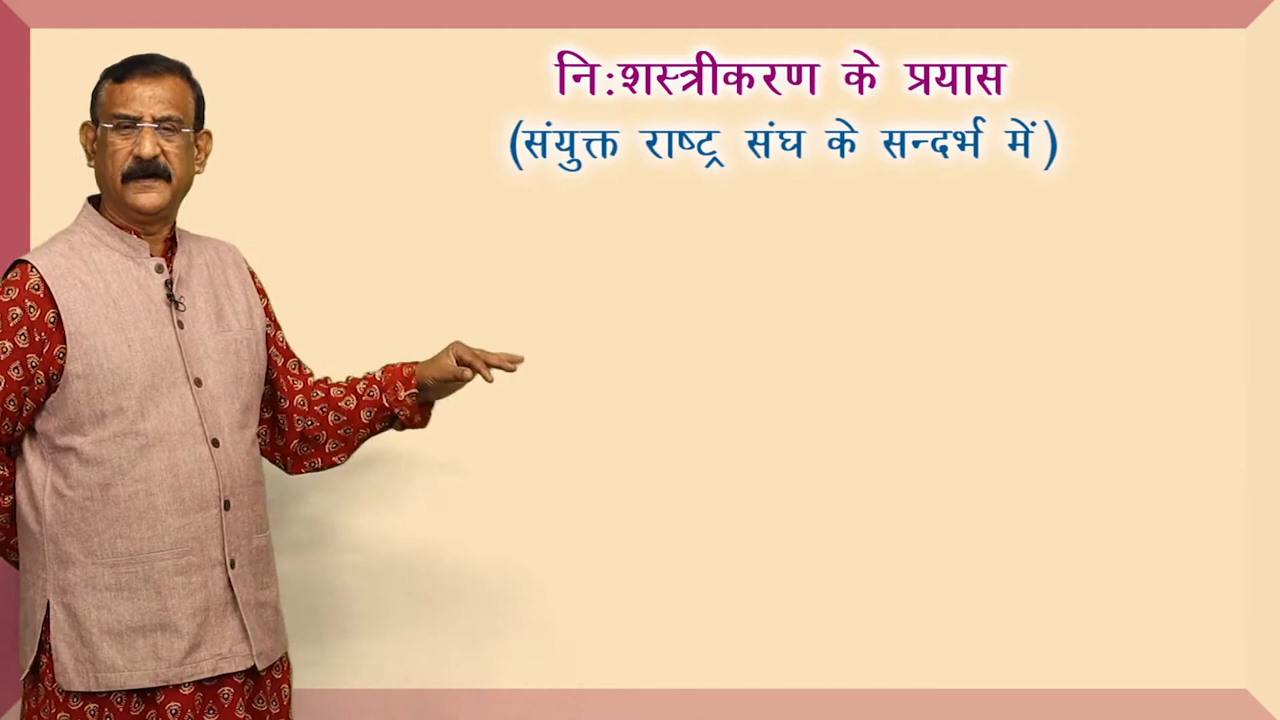 नि:शस्त्रीकरण के प्रयास
(संयुक्त राष्ट्र संघ के सन्दर्भ में)